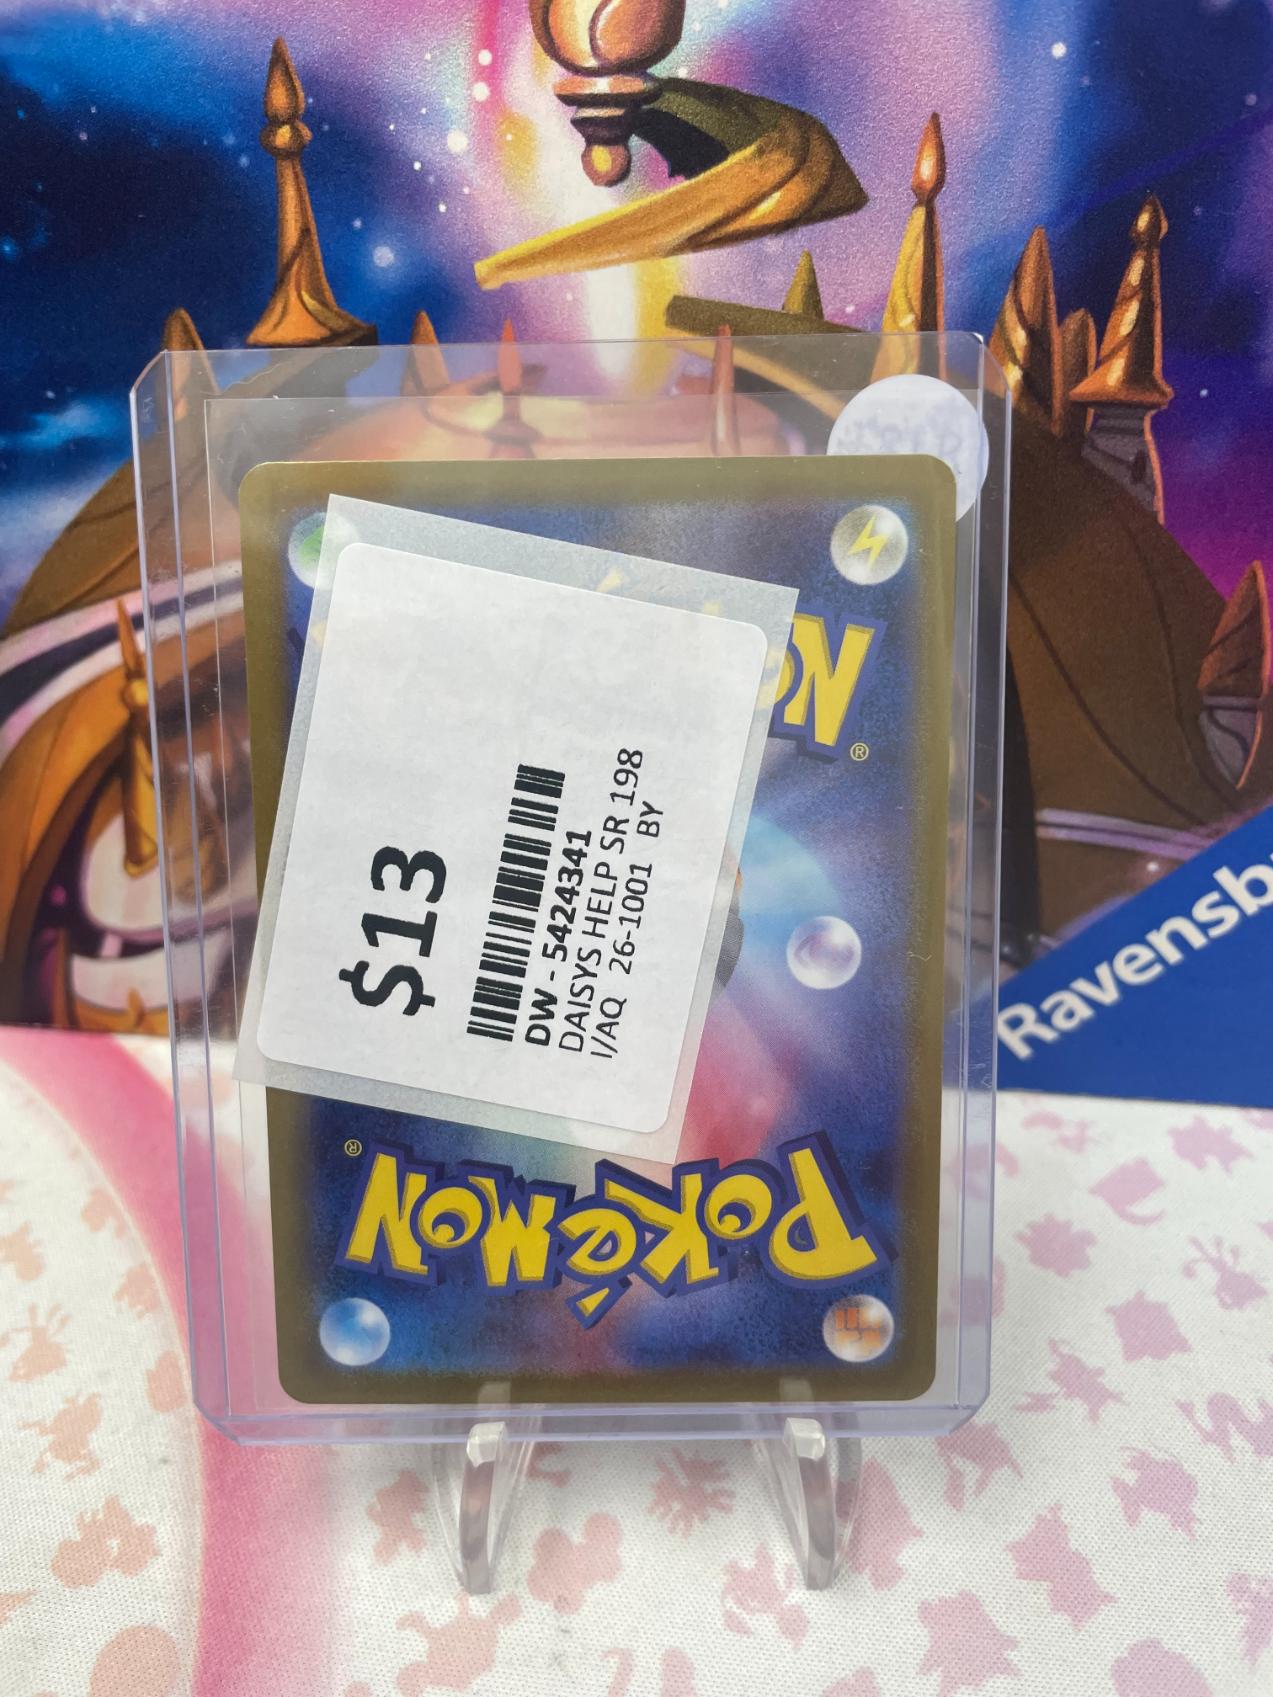 $13
DW - 5424341
DAISYS HELP SR 198
I/AQ 26-1001 BY
POKéMON
®
®
Ravensb